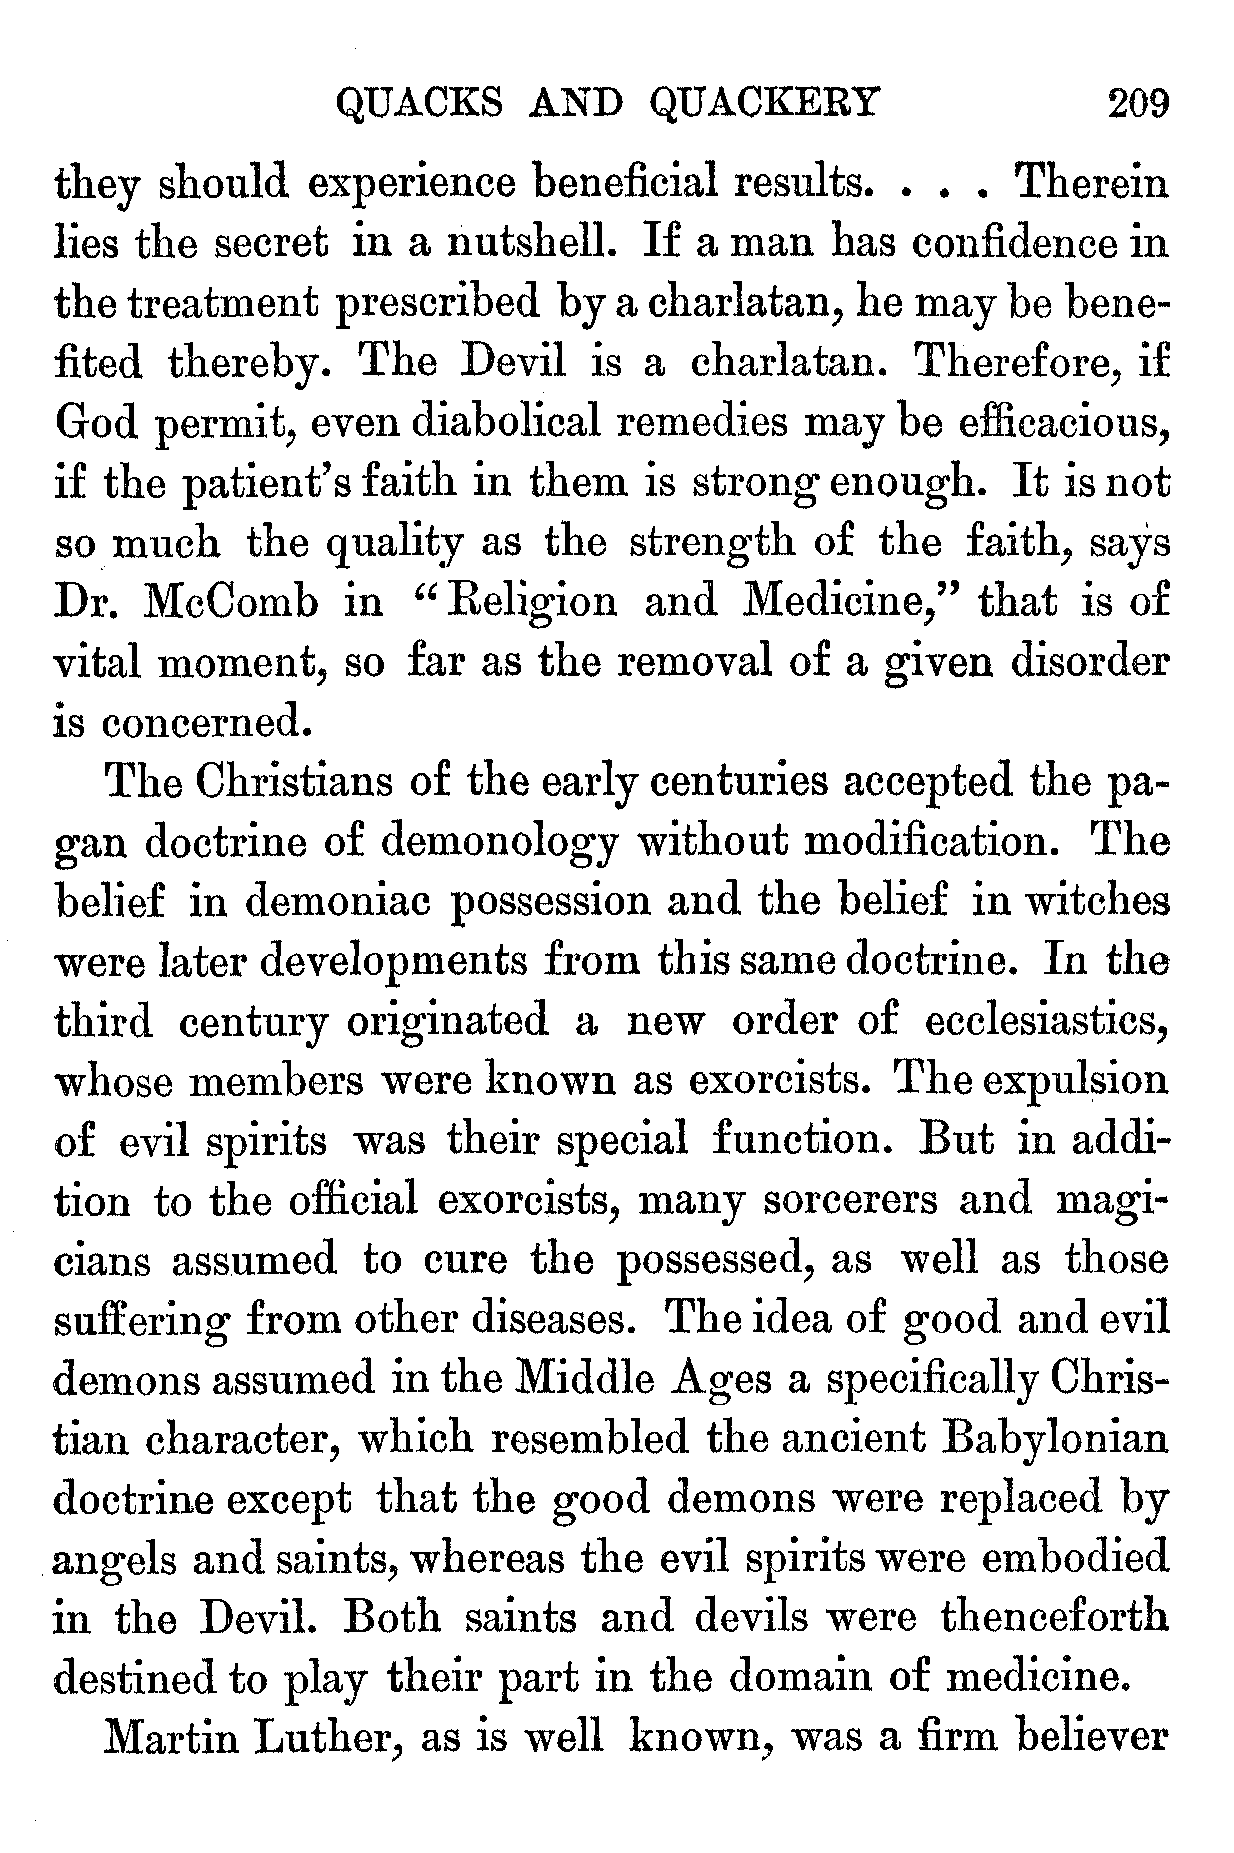 QUACKS AND QUACKERY 209
they should experience beneficial results. . . . Therein
lies the secret in a nutshell. If a man has confidence in
the treatment prescribed by a charlatan, he may be bene-
fited thereby. The Devil is a charlatan. Therefore, if
God permit, even diabolical remedies may be efficacious,
if the patient's faith in them is strong enough. It is not
so much the quality as the strength of the faith, says
Dr. McComb in "Religion and Medicine," that is of
vital moment, so far as the removal of a given disorder
is concerned.
The Christians of the early centuries accepted the pa-
gan doctrine of demonology without modification. The
belief in demoniac possession and the belief in witches
were later developments from this same doctrine. In the
third century originated a new order of ecclesiastics,
whose members were known as exorcists. The expulsion
of evil spirits was their special function. But in addi-
tion to the official exorcists, many sorcerers and magi-
cians assumed to cure the possessed, as well as those
suffering from other diseases. The idea of good and evil
demons assumed in the Middle Ages a specifically Chris-
tian character, which resembled the ancient Babylonian
doctrine except that the good demons were replaced by
angels and saints, whereas the evil spirits were embodied
in the Devil. Both saints and devils were thenceforth
destined to play their part in the domain of medicine.
Martin Luther, as is well known, was a firm believer